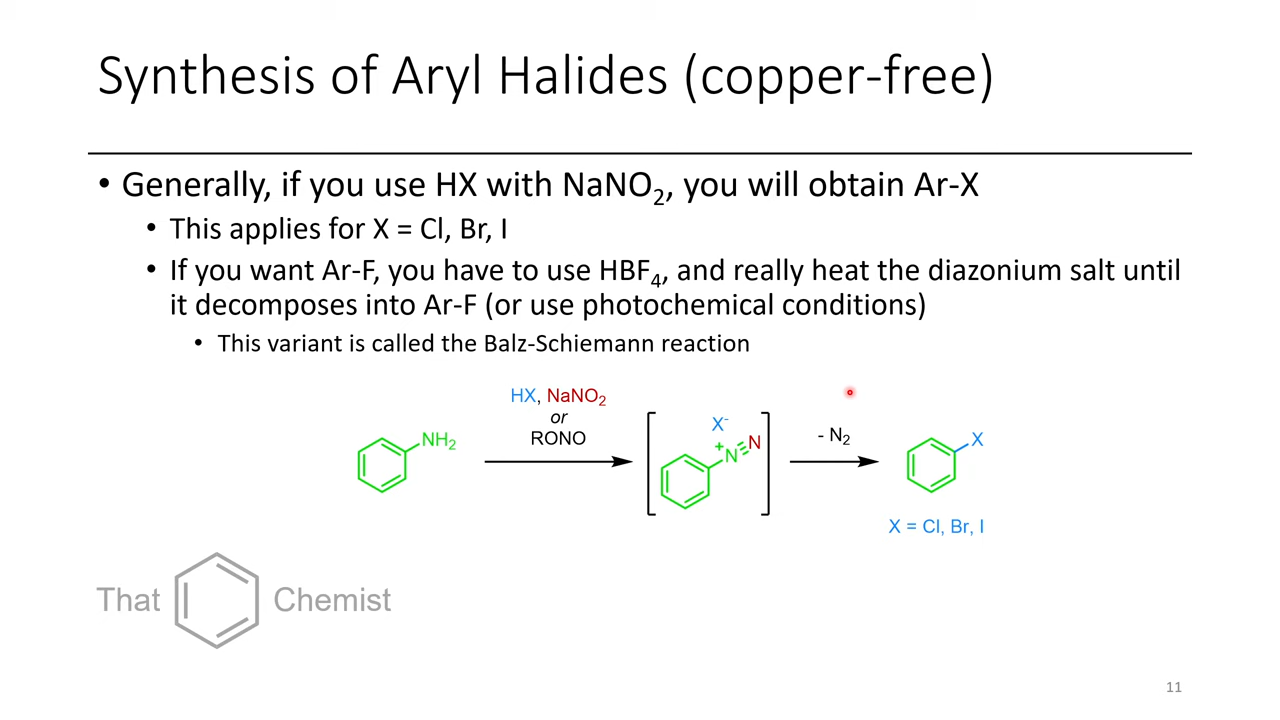 Synthesis of Aryl Halides (copper-free)
• Generally, if you use HX with NaNO₂, you will obtain Ar-X
• This applies for X = Cl, Br, I
• If you want Ar-F, you have to use HBF₄, and really heat the diazonium salt until
it decomposes into Ar-F (or use photochemical conditions)
• This variant is called the Balz-Schiemann reaction
HX, NaNO₂
or
RONO
NH₂
X⁻
+
N
N
- N₂
X
X = Cl, Br, I
That Chemist
11